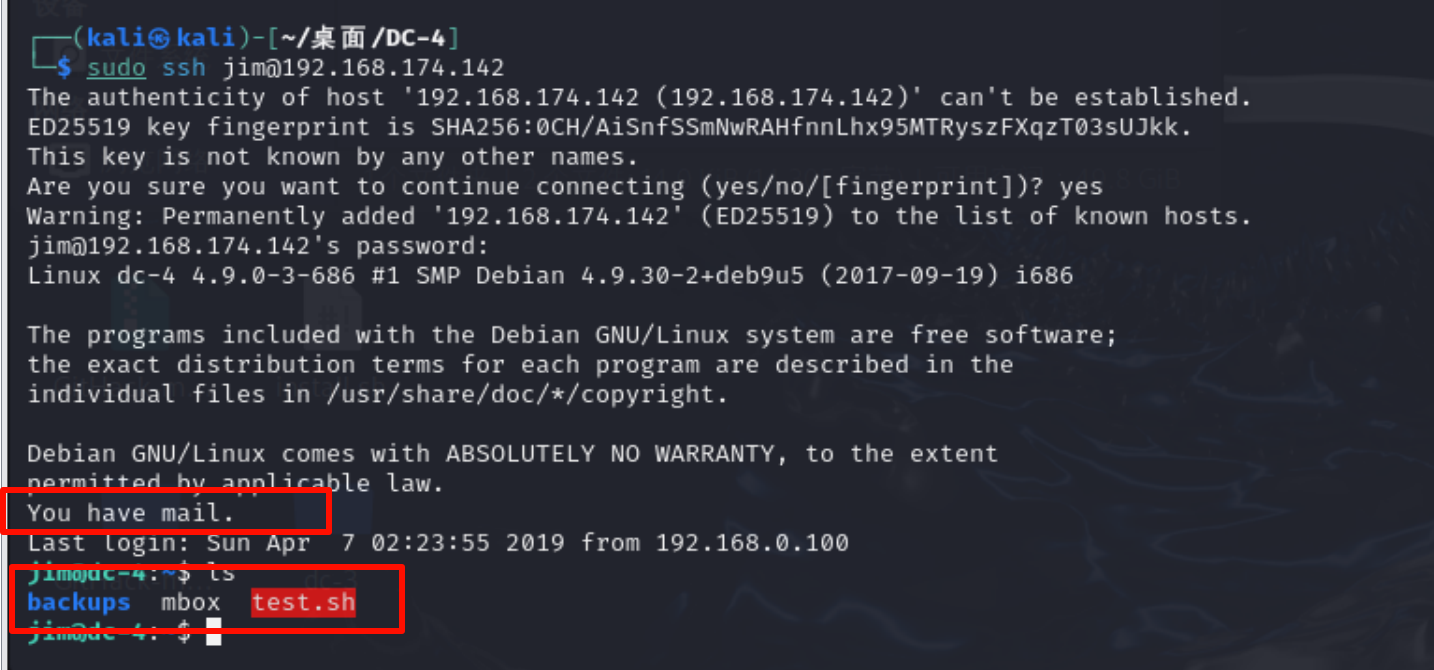 设备
┌──(kali㉿kali)-[~/桌面/DC-4]
└─$ sudo ssh jim@192.168.174.142
The authenticity of host '192.168.174.142 (192.168.174.142)' can't be established.
ED25519 key fingerprint is SHA256:0CH/AiSnfSSmNwRAHfnnLhx95MTRyszFXqzT03sUJkk.
This key is not known by any other names.
Are you sure you want to continue connecting (yes/no/[fingerprint])? yes
Warning: Permanently added '192.168.174.142' (ED25519) to the list of known hosts.
jim@192.168.174.142's password:
Linux dc-4 4.9.0-3-686 #1 SMP Debian 4.9.30-2+deb9u5 (2017-09-19) i686
The programs included with the Debian GNU/Linux system are free software;
the exact distribution terms for each program are described in the
individual files in /usr/share/doc/*/copyright.
Debian GNU/Linux comes with ABSOLUTELY NO WARRANTY, to the extent
permitted by applicable law.
You have mail.
Last login: Sun Apr  7 02:23:55 2019 from 192.168.0.100
jim@dc-4:~$ ls
backups  mbox  test.sh
jim@dc-4:~$